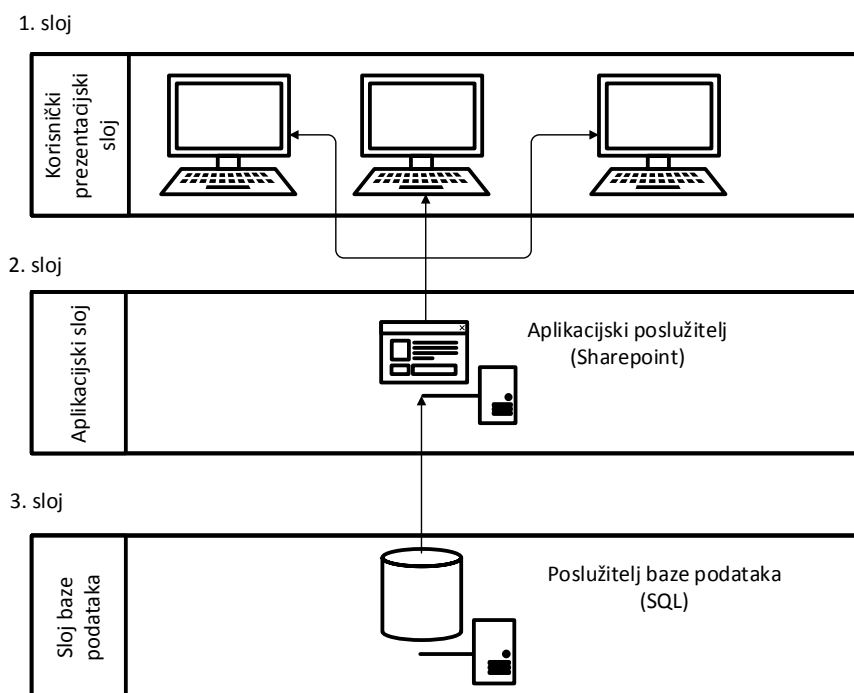 1. sloj
Korisnički
prezentacijski
sloj
2. sloj
Aplikacijski sloj
Aplikacijski poslužitelj
(Sharepoint)
3. sloj
Sloj baze
podataka
Poslužitelj baze podataka
(SQL)